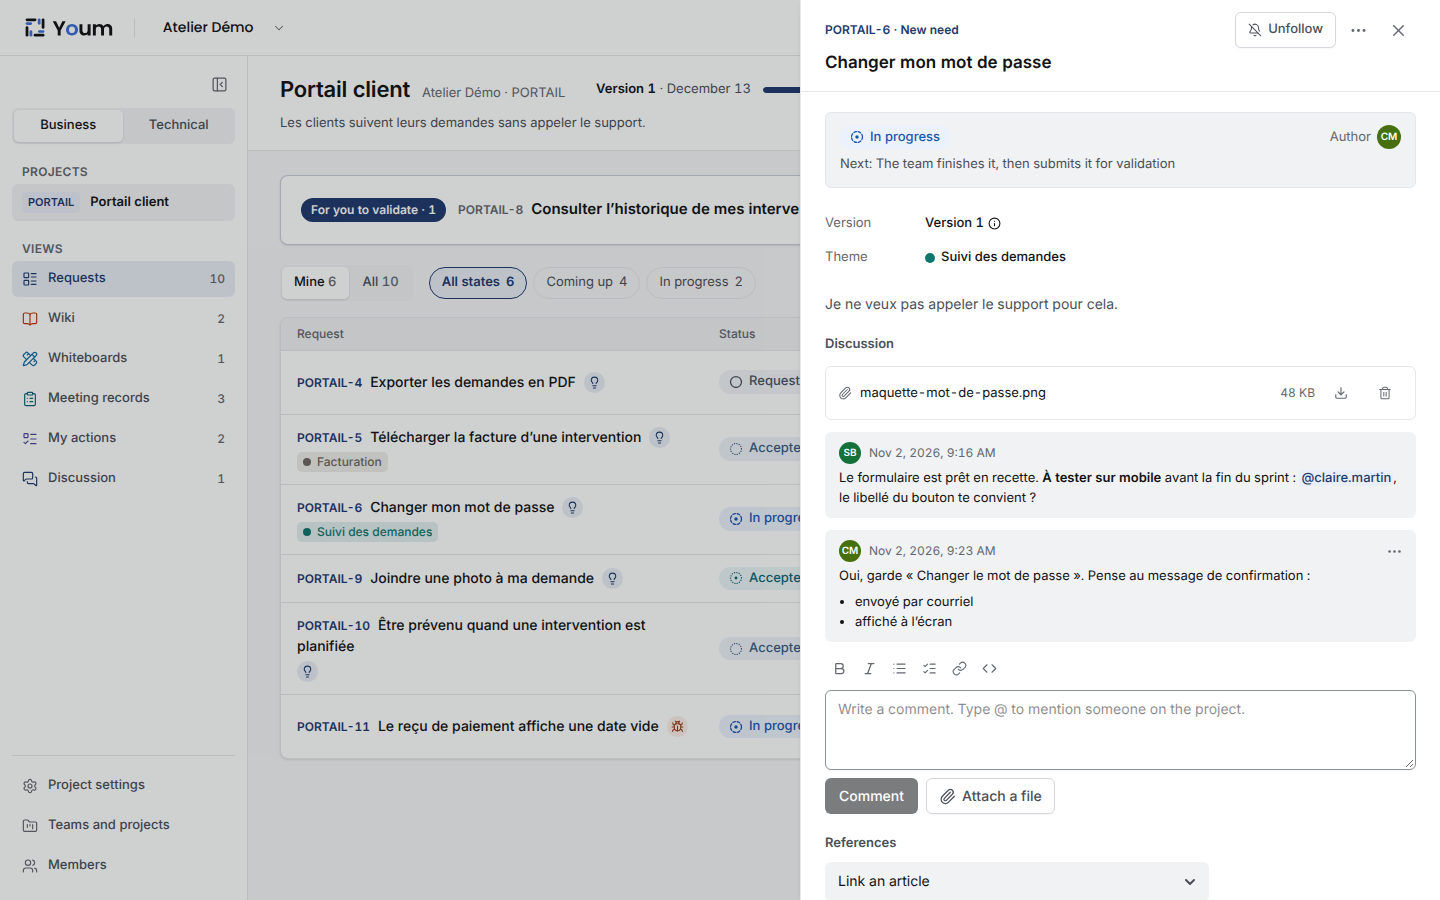 Youm
Atelier Démo
Business
Technical
PROJECTS
PORTAIL Portail client
VIEWS
Requests 10
Wiki 2
Whiteboards 1
Meeting records 3
My actions 2
Discussion 1
Project settings
Teams and projects
Members
Portail client Atelier Démo · PORTAIL Version 1 · December 13
Les clients suivent leurs demandes sans appeler le support.
For you to validate · 1 PORTAIL-8 Consulter l’historique de mes interve
Mine 6 All 10 All states 6 Coming up 4 In progress 2
Request Status
PORTAIL-4 Exporter les demandes en PDF Request
PORTAIL-5 Télécharger la facture d’une intervention Accepte
Facturation
PORTAIL-6 Changer mon mot de passe In progre
Suivi des demandes
PORTAIL-9 Joindre une photo à ma demande Accepte
PORTAIL-10 Être prévenu quand une intervention est
planifiée Accepte
PORTAIL-11 Le reçu de paiement affiche une date vide In progre
PORTAIL-6 · New need Unfollow
Changer mon mot de passe
In progress Author CM
Next: The team finishes it, then submits it for validation
Version Version 1
Theme Suivi des demandes
Je ne veux pas appeler le support pour cela.
Discussion
maquette-mot-de-passe.png 48 KB
SB Nov 2, 2026, 9:16 AM
Le formulaire est prêt en recette. À tester sur mobile avant la fin du sprint : @claire.martin,
le libellé du bouton te convient ?
CM Nov 2, 2026, 9:23 AM
Oui, garde « Changer le mot de passe ». Pense au message de confirmation :
• envoyé par courriel
• affiché à l’écran
Write a comment. Type @ to mention someone on the project.
Comment Attach a file
References
Link an article